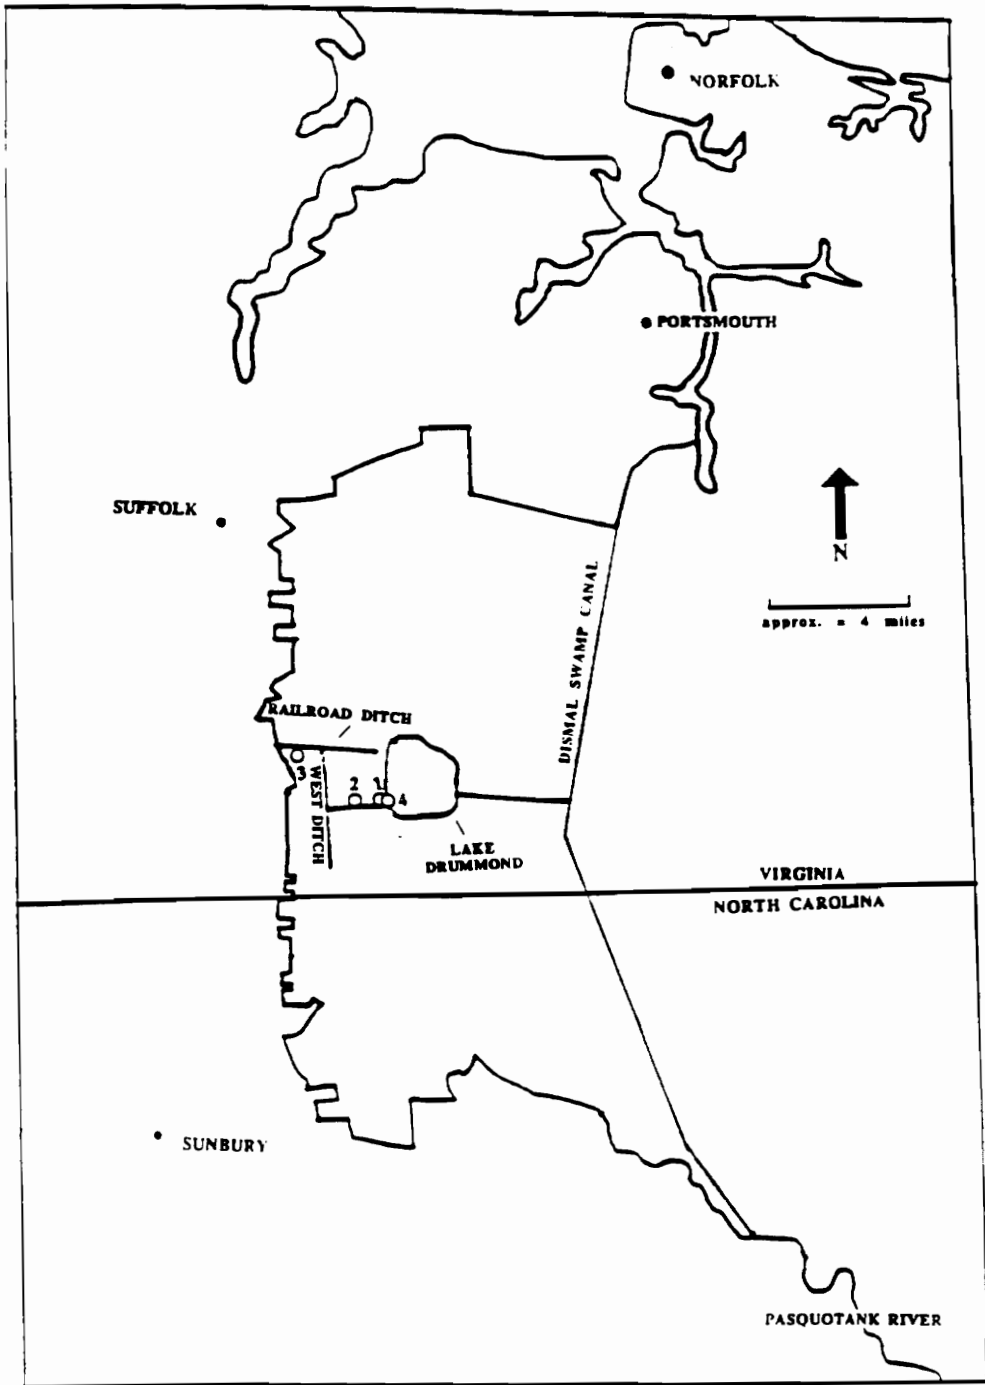 NORFOLK
PORTSMOUTH
SUFFOLK
N
approx. = 4 miles
DISMAL SWAMP CANAL
RAILROAD DITCH
3
WEST DITCH
2
1
4
LAKE
DRUMMOND
VIRGINIA
NORTH CAROLINA
SUNBURY
PASQUOTANK RIVER